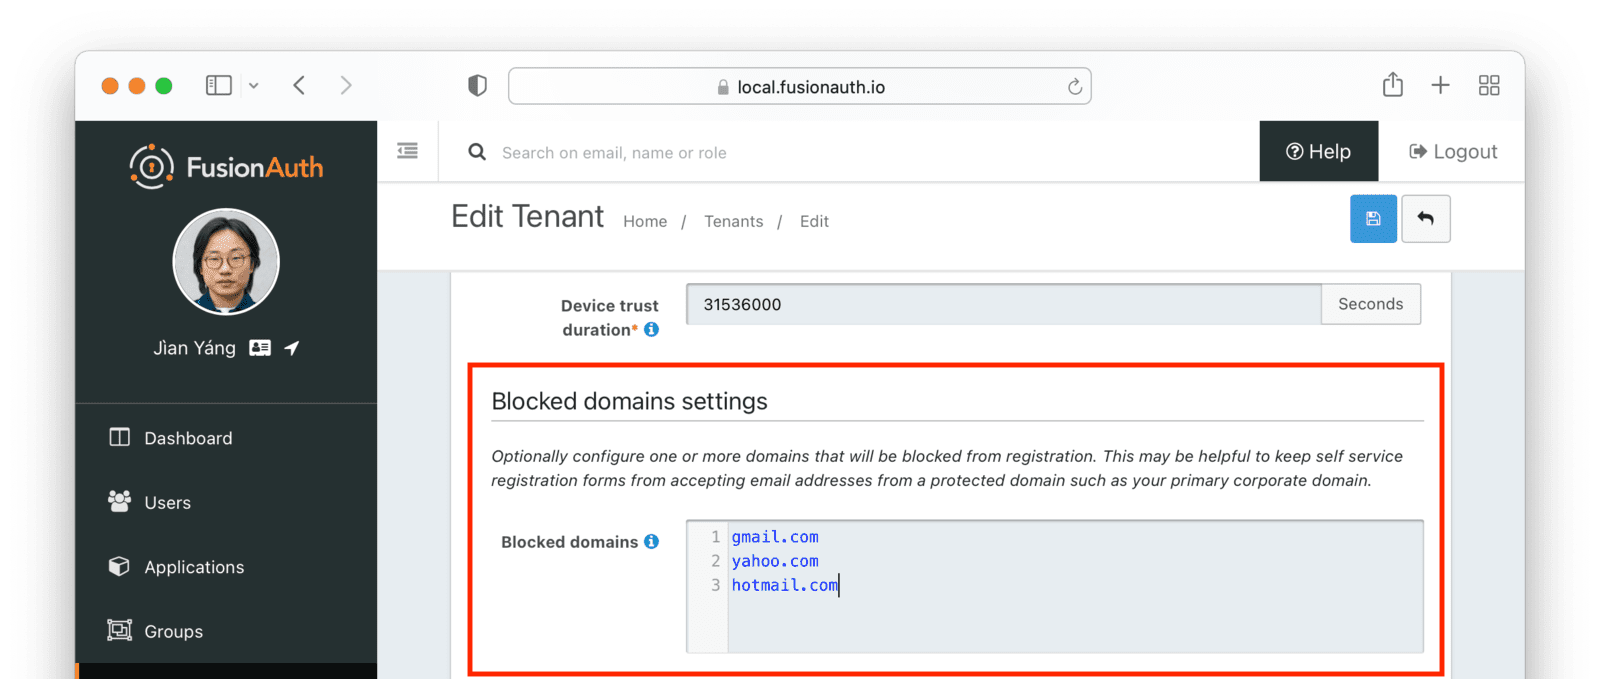 local.fusionauth.io
FusionAuth
Search on email, name or role
Help
Logout
Edit Tenant
Home / Tenants / Edit
Jìan Yáng
Dashboard
Users
Applications
Groups
Device trust
duration*
31536000
Seconds
Blocked domains settings
Optionally configure one or more domains that will be blocked from registration. This may be helpful to keep self service
registration forms from accepting email addresses from a protected domain such as your primary corporate domain.
Blocked domains
1 gmail.com
2 yahoo.com
3 hotmail.com